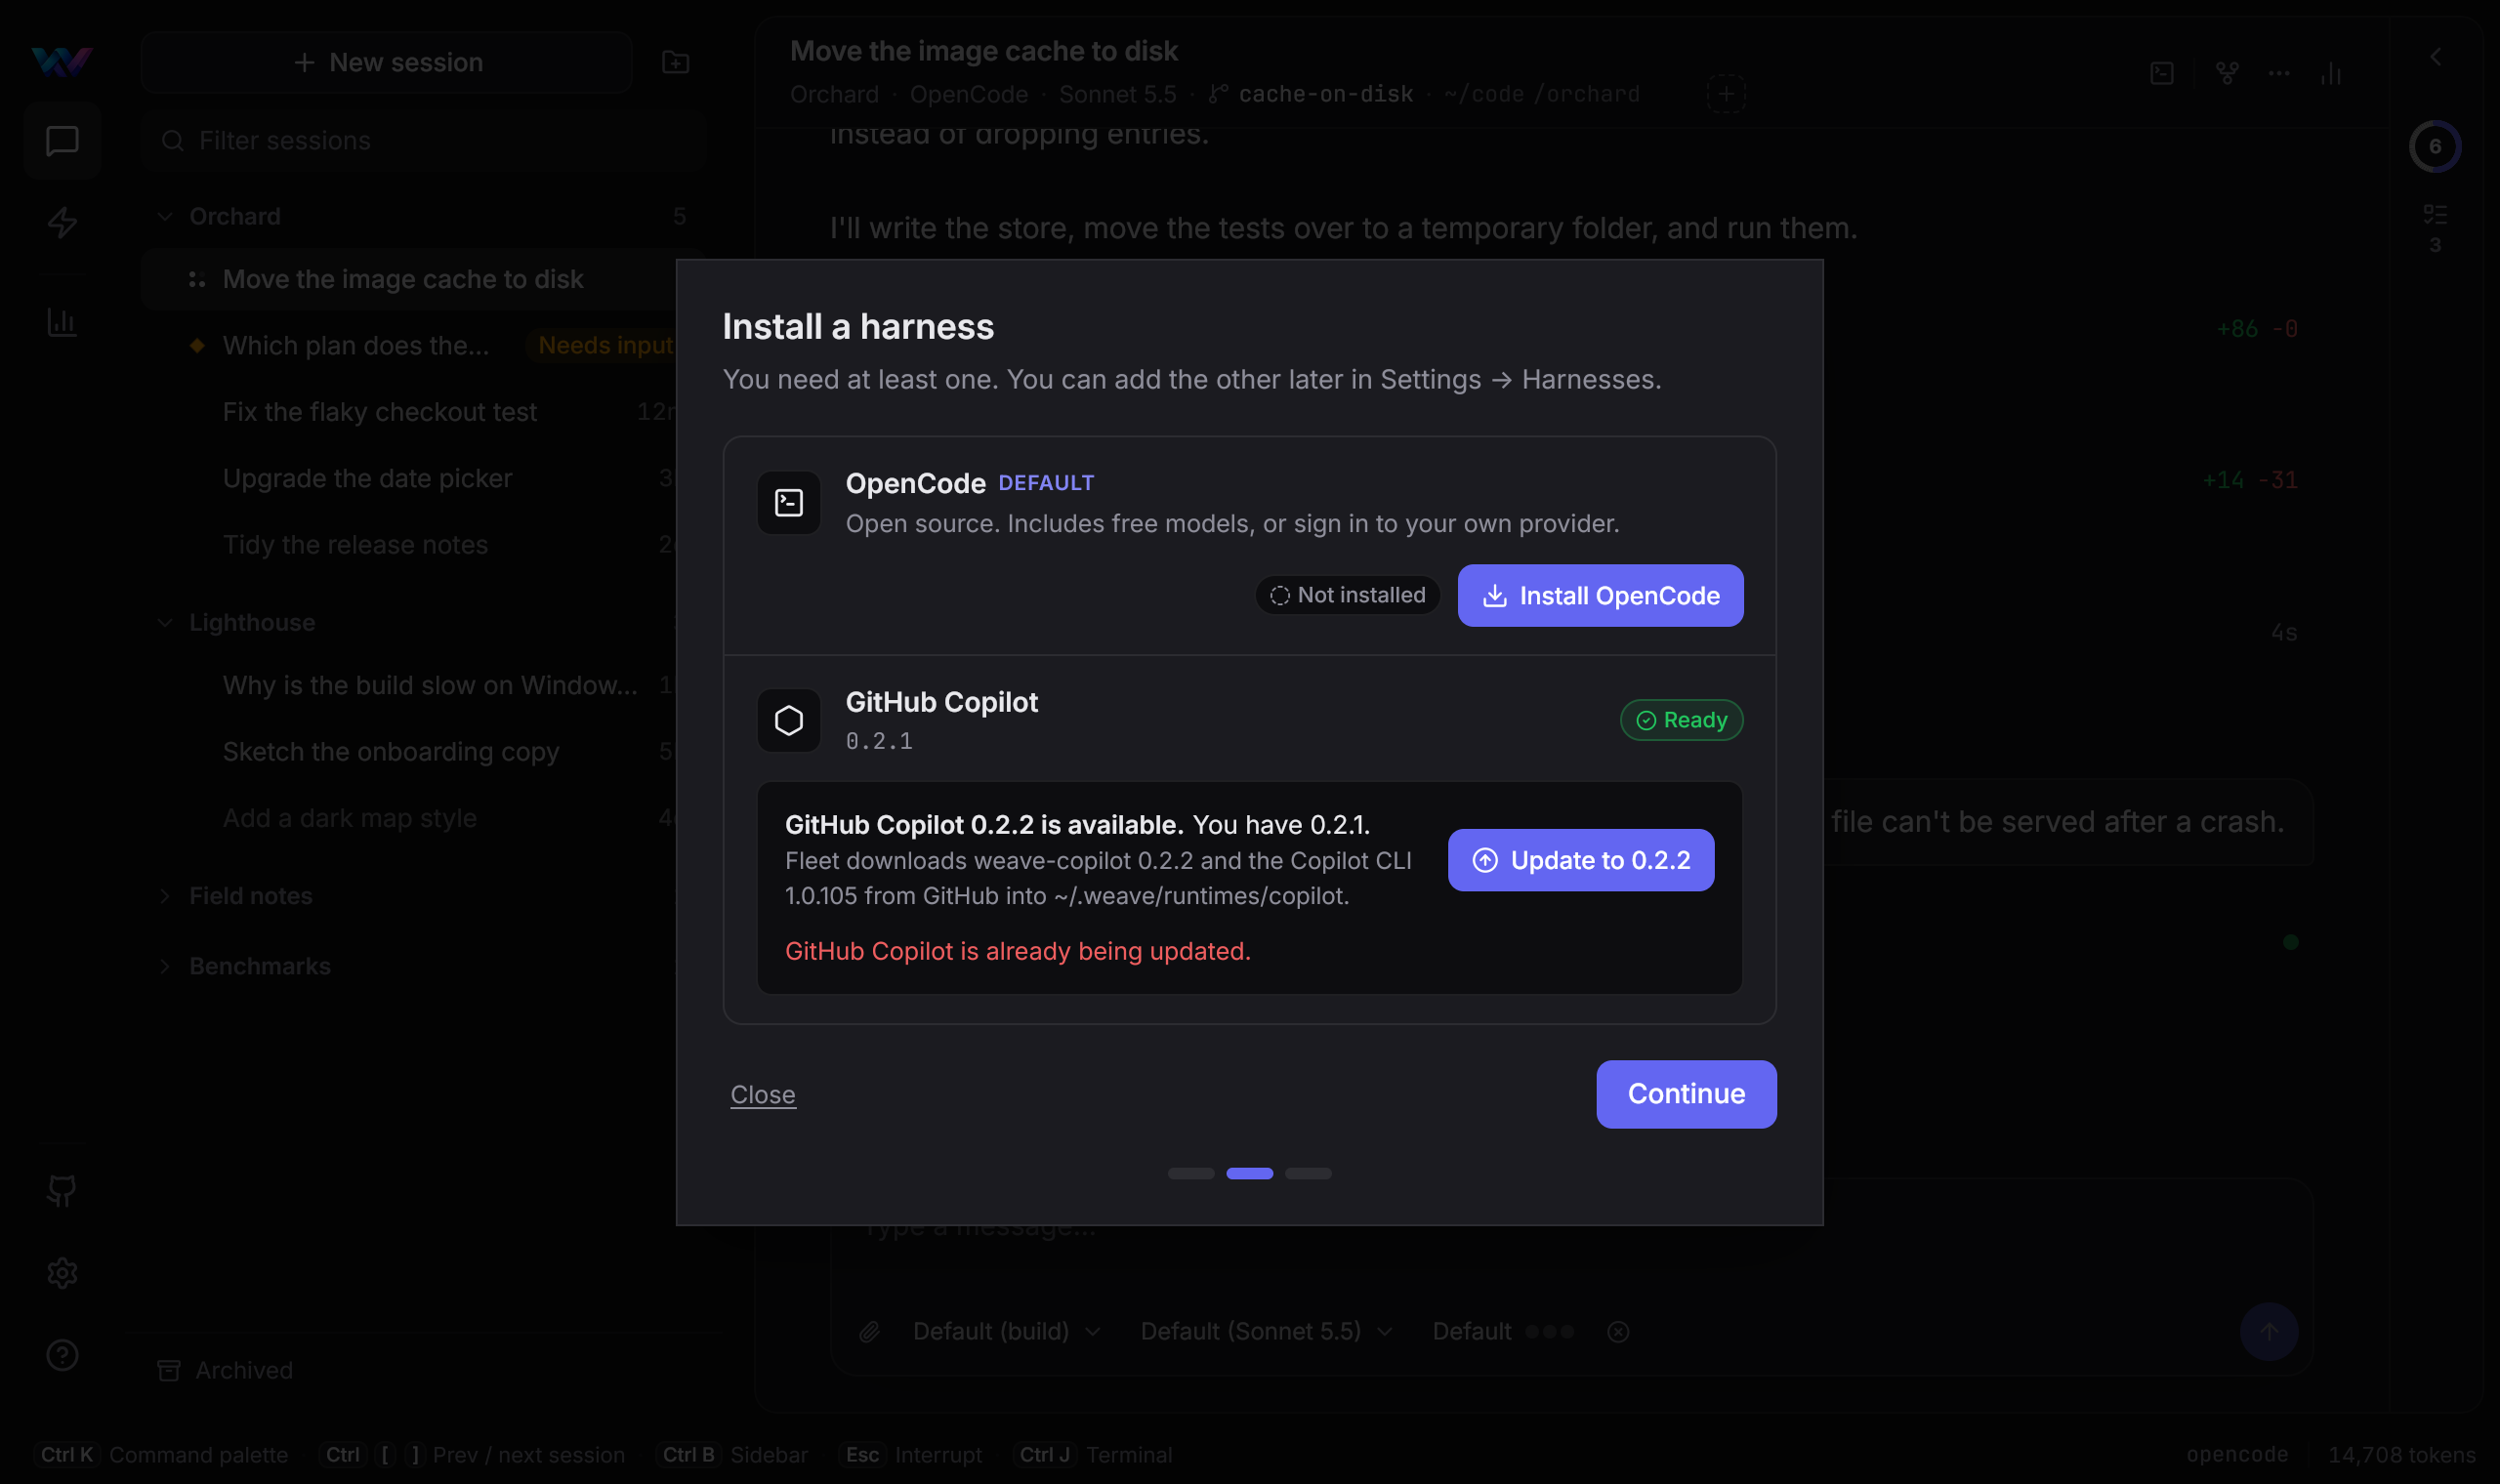 New session
Filter sessions
Orchard 5
Move the image cache to disk
Which plan does the... Needs input
Fix the flaky checkout test
Upgrade the date picker
Tidy the release notes
Lighthouse
Why is the build slow on Window...
Sketch the onboarding copy
Add a dark map style
Field notes
Benchmarks
Archived
Move the image cache to disk
Orchard · OpenCode · Sonnet 5.5 · cache-on-disk · ~/code/orchard
instead of dropping entries.
I'll write the store, move the tests over to a temporary folder, and run them.
+86 -0
+14 -31
4s
file can't be served after a crash.
6
3
Install a harness
You need at least one. You can add the other later in Settings → Harnesses.
OpenCode DEFAULT
Open source. Includes free models, or sign in to your own provider.
Not installed
Install OpenCode
GitHub Copilot
0.2.1
Ready
GitHub Copilot 0.2.2 is available. You have 0.2.1.
Fleet downloads weave-copilot 0.2.2 and the Copilot CLI
1.0.105 from GitHub into ~/.weave/runtimes/copilot.
Update to 0.2.2
GitHub Copilot is already being updated.
Close
Continue
Type a message...
Default (build) Default (Sonnet 5.5) Default
Ctrl K Command palette Ctrl [ ] Prev / next session Ctrl B Sidebar Esc Interrupt Ctrl J Terminal
opencode 14,708 tokens